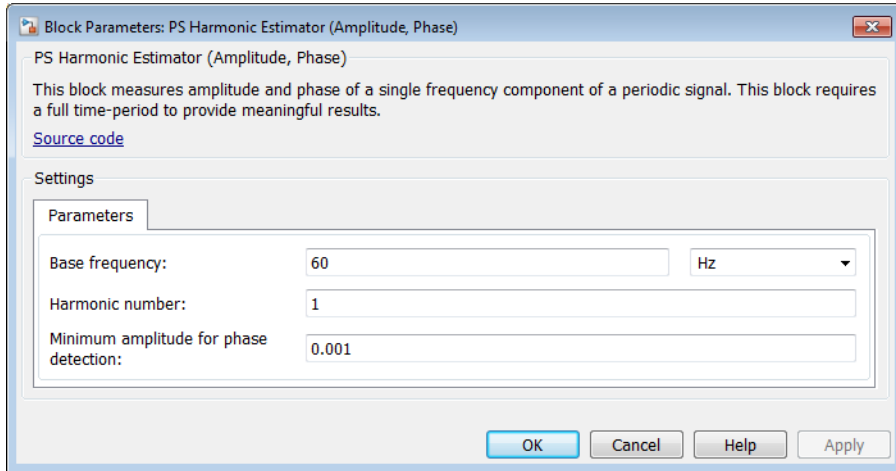 Block Parameters: PS Harmonic Estimator (Amplitude, Phase)
PS Harmonic Estimator (Amplitude, Phase)
This block measures amplitude and phase of a single frequency component of a periodic signal. This block requires
a full time-period to provide meaningful results.
Source code
Settings
Parameters
Base frequency: 60 Hz
Harmonic number: 1
Minimum amplitude for phase
detection: 0.001
OK Cancel Help Apply